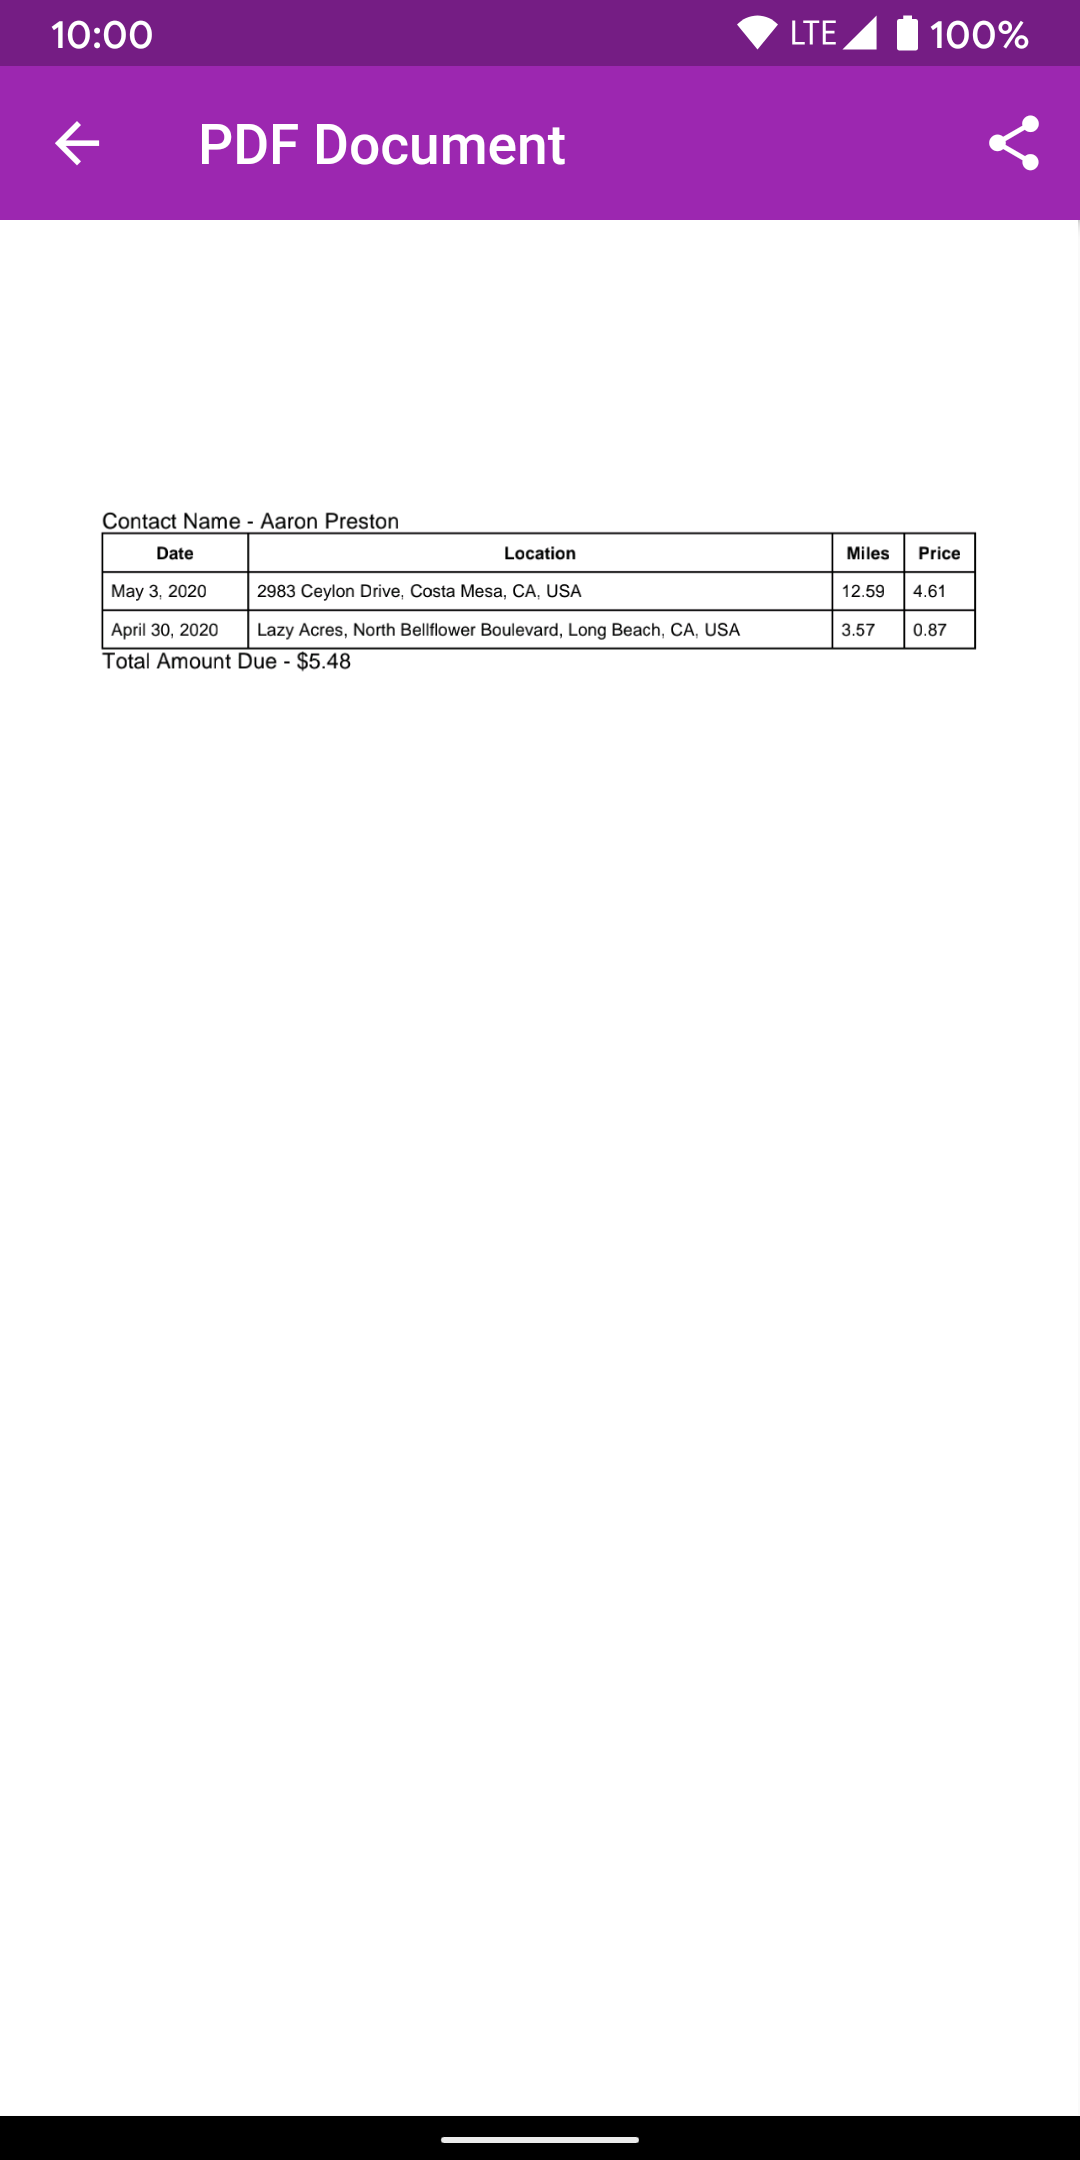 10:00 LTE 100%
PDF Document
Contact Name - Aaron Preston
Date Location Miles Price
May 3, 2020 2983 Ceylon Drive, Costa Mesa, CA, USA 12.59 4.61
April 30, 2020 Lazy Acres, North Bellflower Boulevard, Long Beach, CA, USA 3.57 0.87
Total Amount Due - $5.48